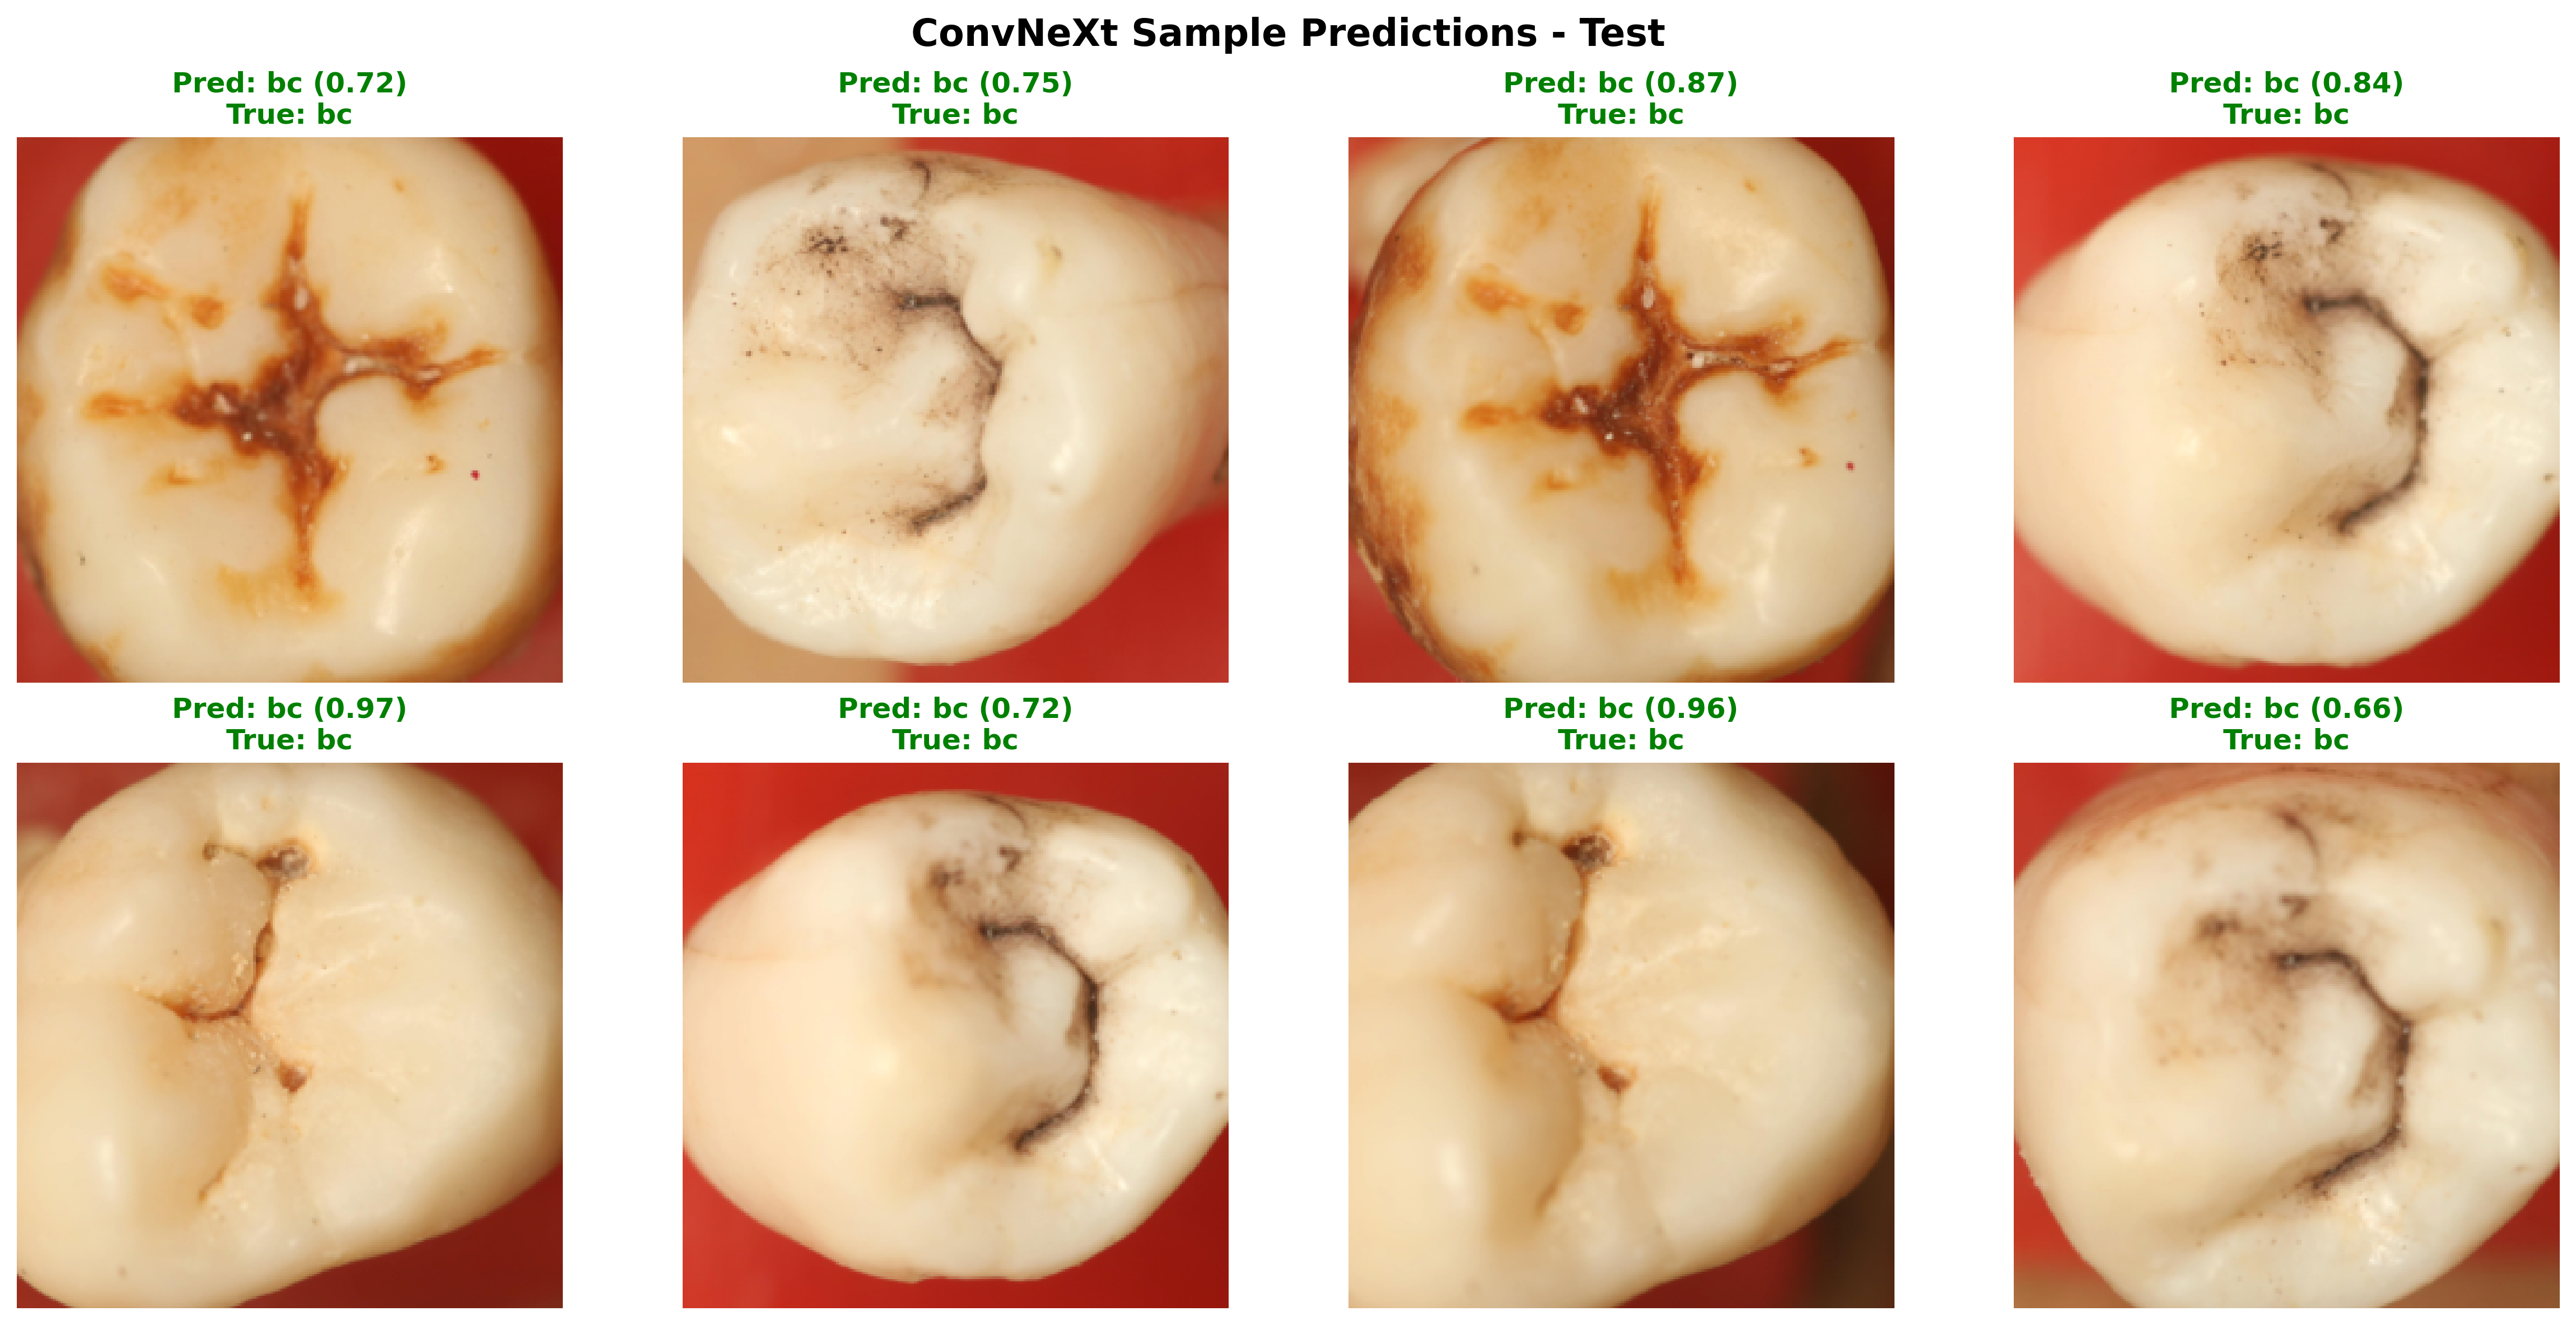 ConvNeXt Sample Predictions - Test
Pred: bc (0.72)
True: bc
Pred: bc (0.75)
True: bc
Pred: bc (0.87)
True: bc
Pred: bc (0.84)
True: bc
Pred: bc (0.97)
True: bc
Pred: bc (0.72)
True: bc
Pred: bc (0.96)
True: bc
Pred: bc (0.66)
True: bc